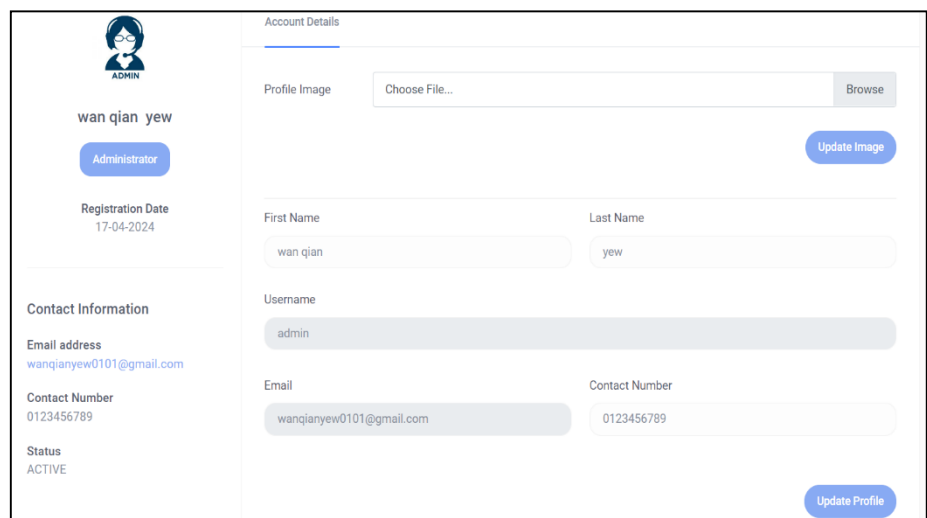 ADMIN
wan qian yew
Administrator
Registration Date
17-04-2024
Contact Information
Email address
wanqianyew0101@gmail.com
Contact Number
0123456789
Status
ACTIVE
Account Details
Profile Image
Choose File...
Browse
Update Image
First Name
Last Name
wan qian
yew
Username
admin
Email
Contact Number
wanqianyew0101@gmail.com
0123456789
Update Profile